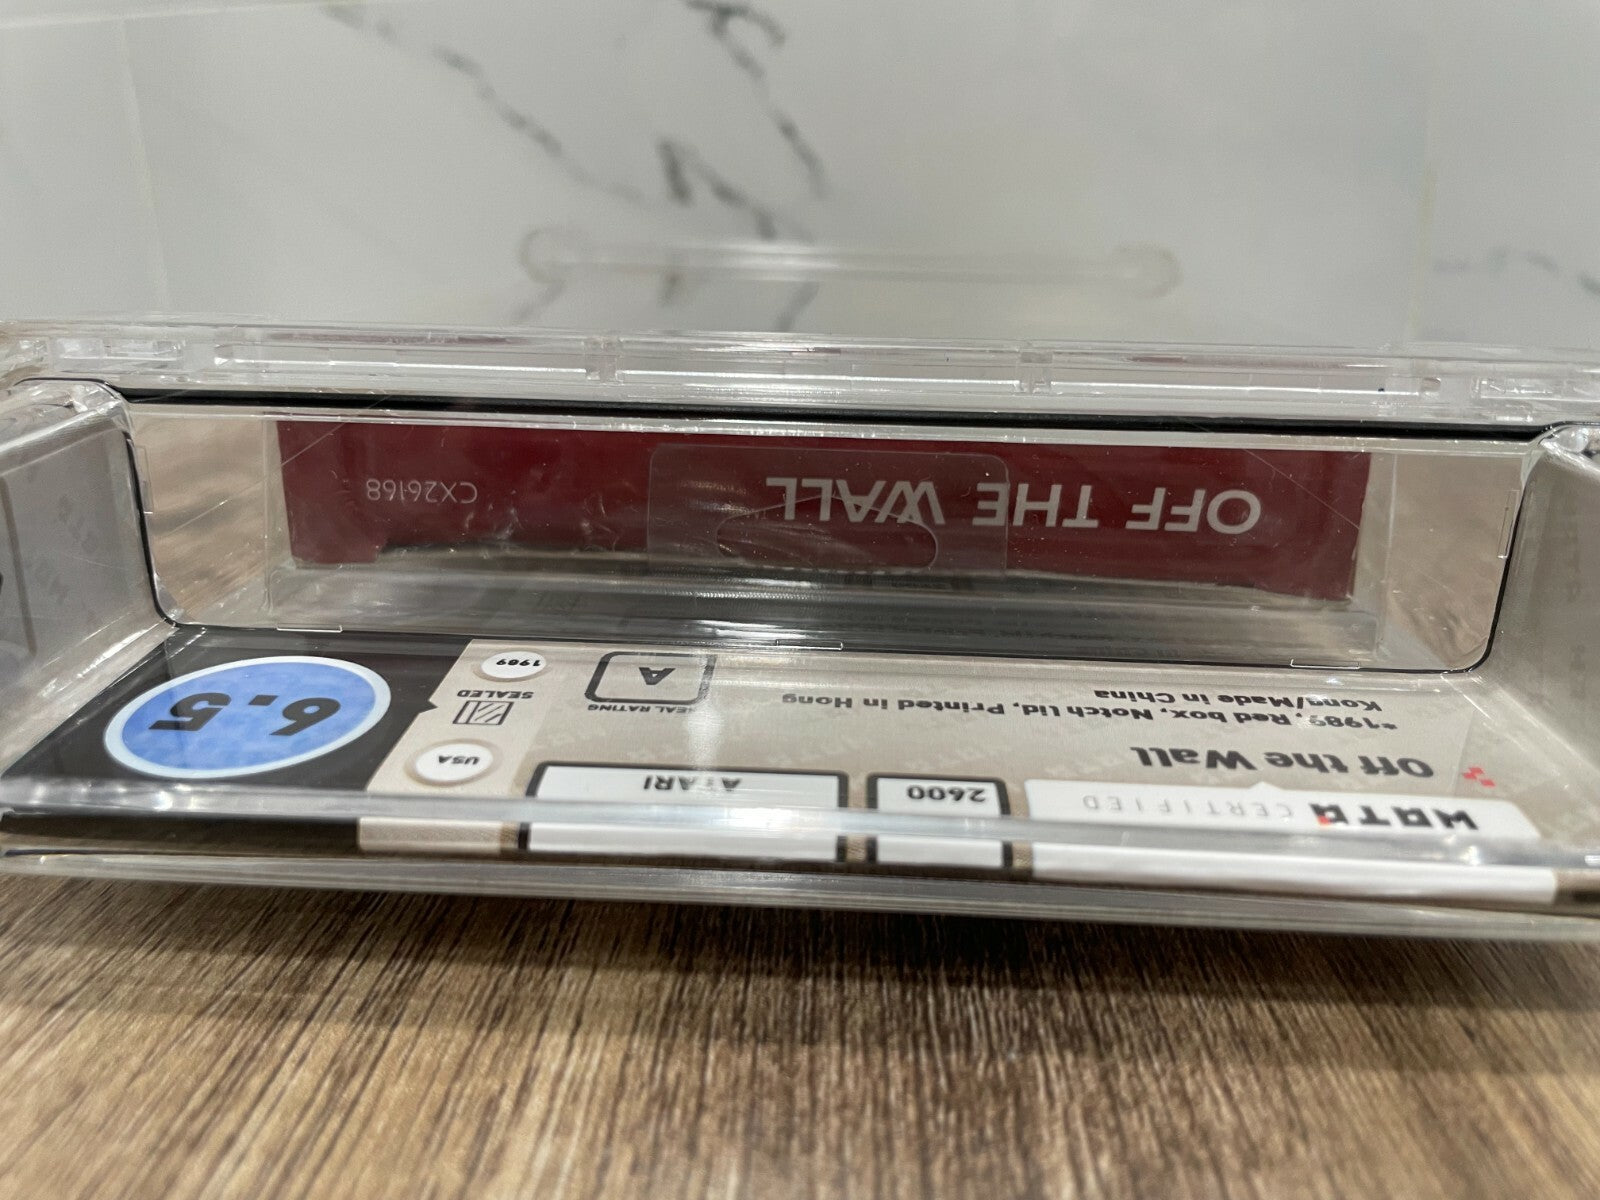 WATA CERTIFIED
2600
ATARI
USA
Off the Wall
*1989, Red box, Notch lid, Printed in Hong
Kong/Made in China
SEAL RATING
A
SEALED
1989
6.5
OFF THE WALL
CX26168